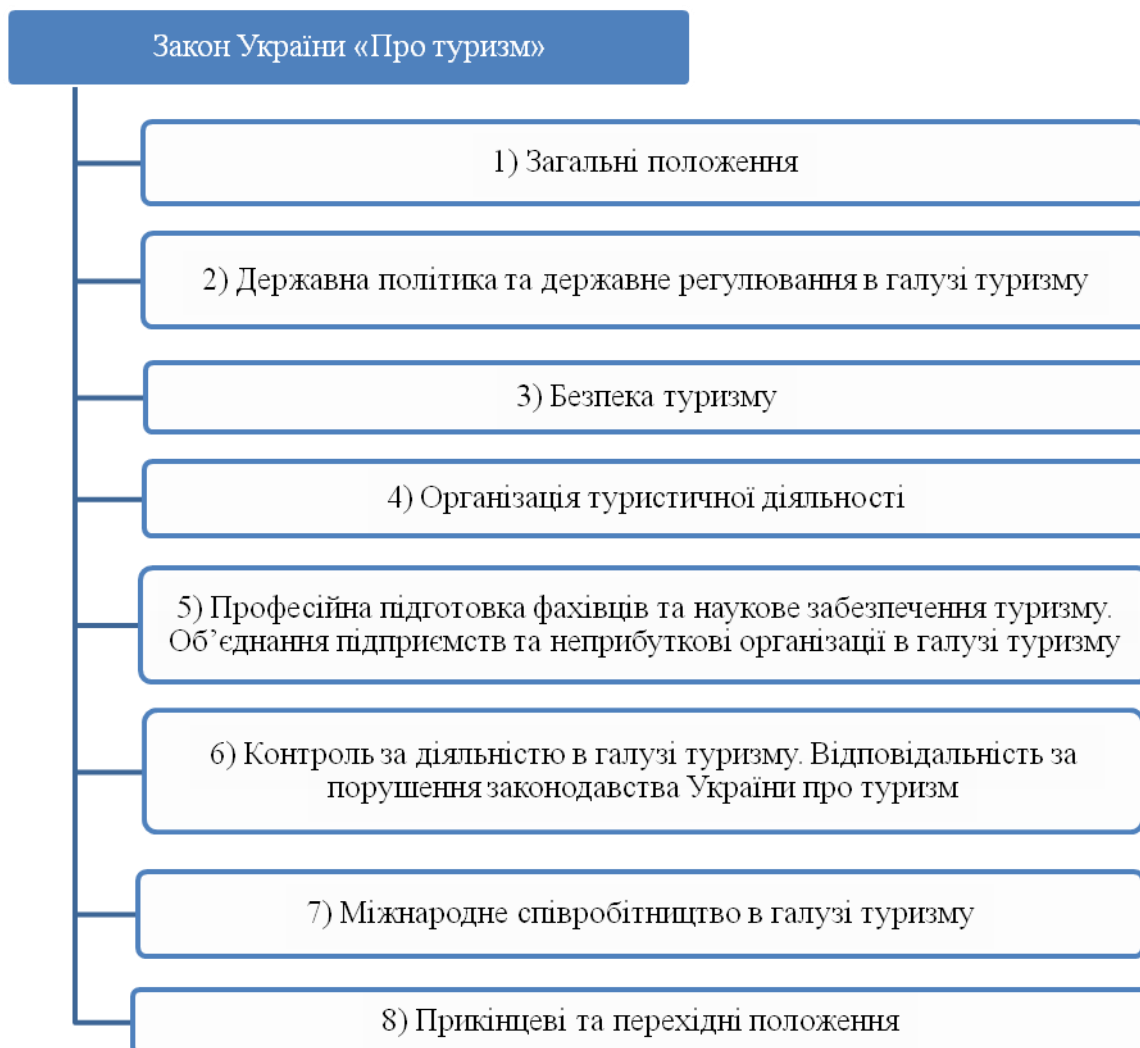 Закон України «Про туризм»
1) Загальні положення
2) Державна політика та державне регулювання в галузі туризму
3) Безпека туризму
4) Організація туристичної діяльності
5) Професійна підготовка фахівців та наукове забезпечення туризму.
Об’єднання підприємств та неприбуткові організації в галузі туризму
6) Контроль за діяльністю в галузі туризму. Відповідальність за
порушення законодавства України про туризм
7) Міжнародне співробітництво в галузі туризму
8) Прикінцеві та перехідні положення